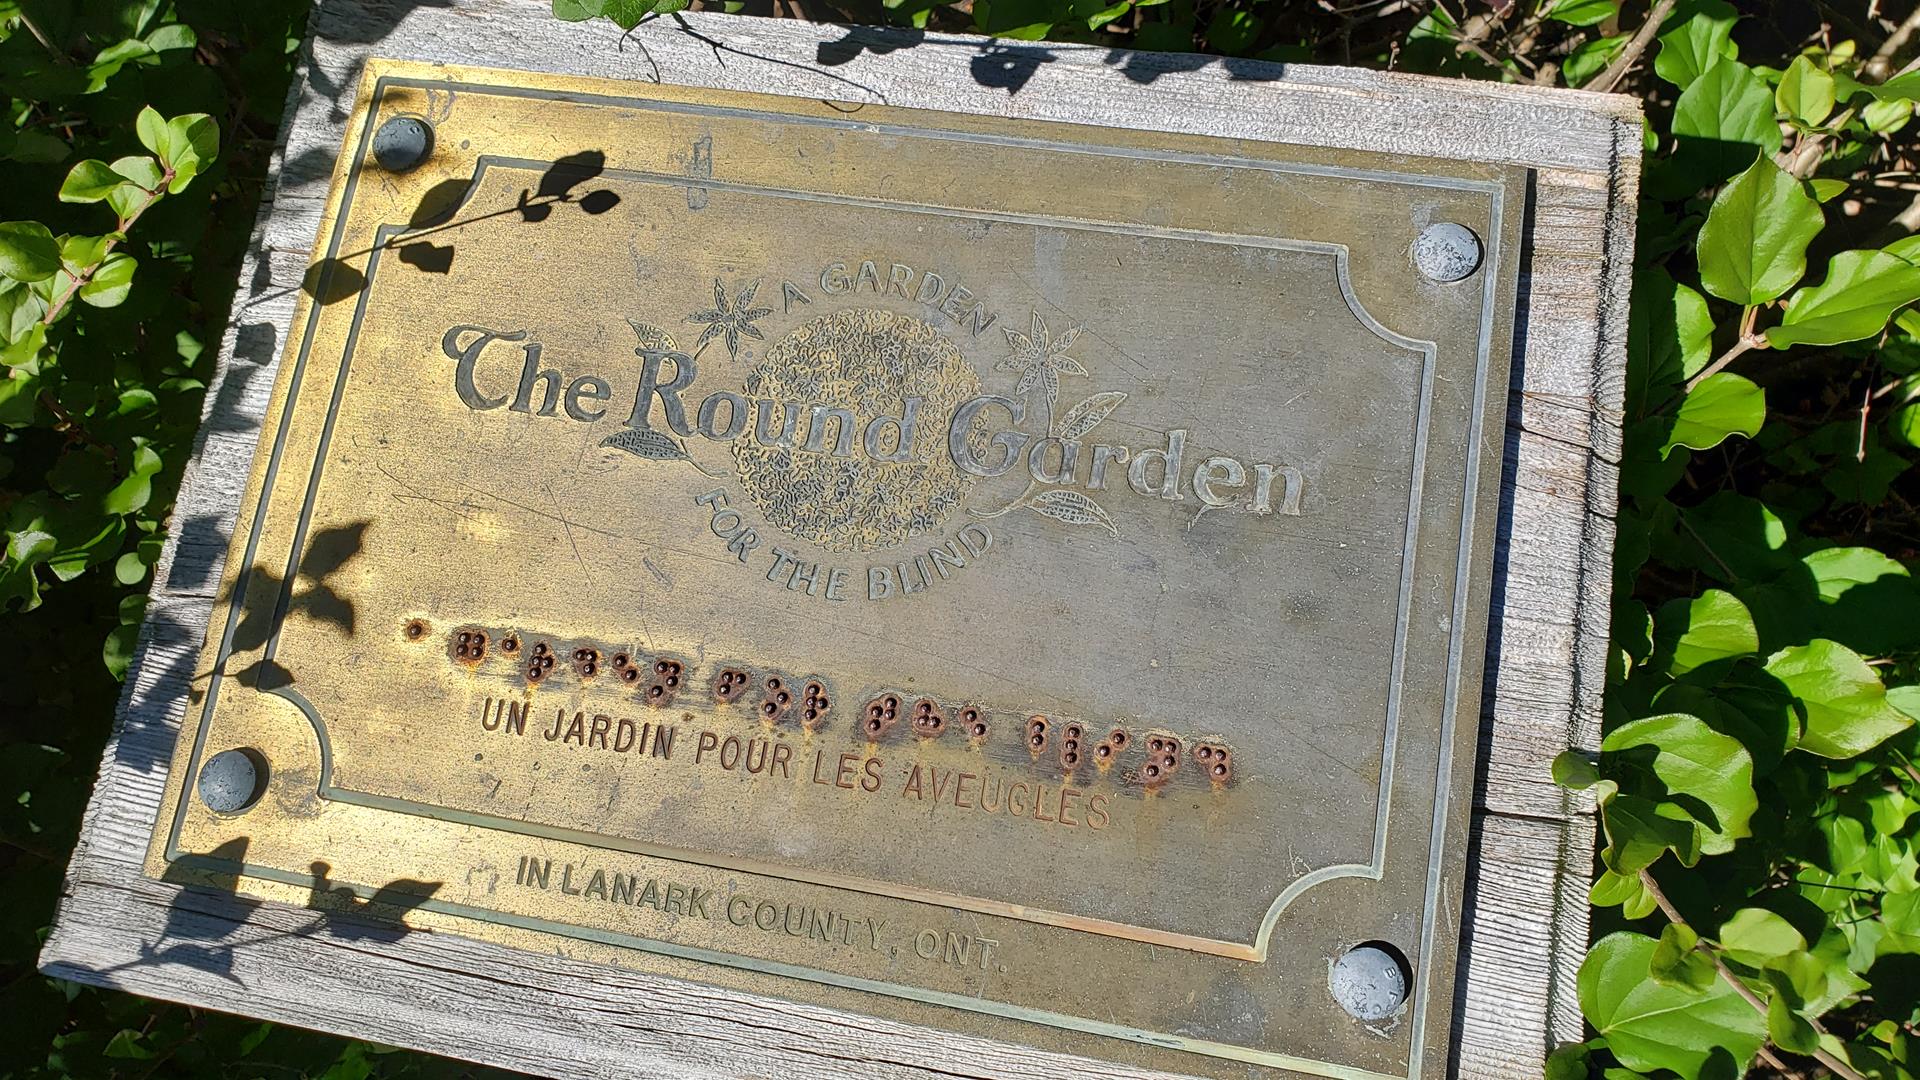 A GARDEN
The Round Garden
FOR THE BLIND
⠁ ⠛⠁⠗⠙⠑⠝ ⠋⠕⠗ ⠞⠓⠑ ⠃⠇⠊⠝⠙
UN JARDIN POUR LES AVEUGLES
IN LANARK COUNTY, ONT.